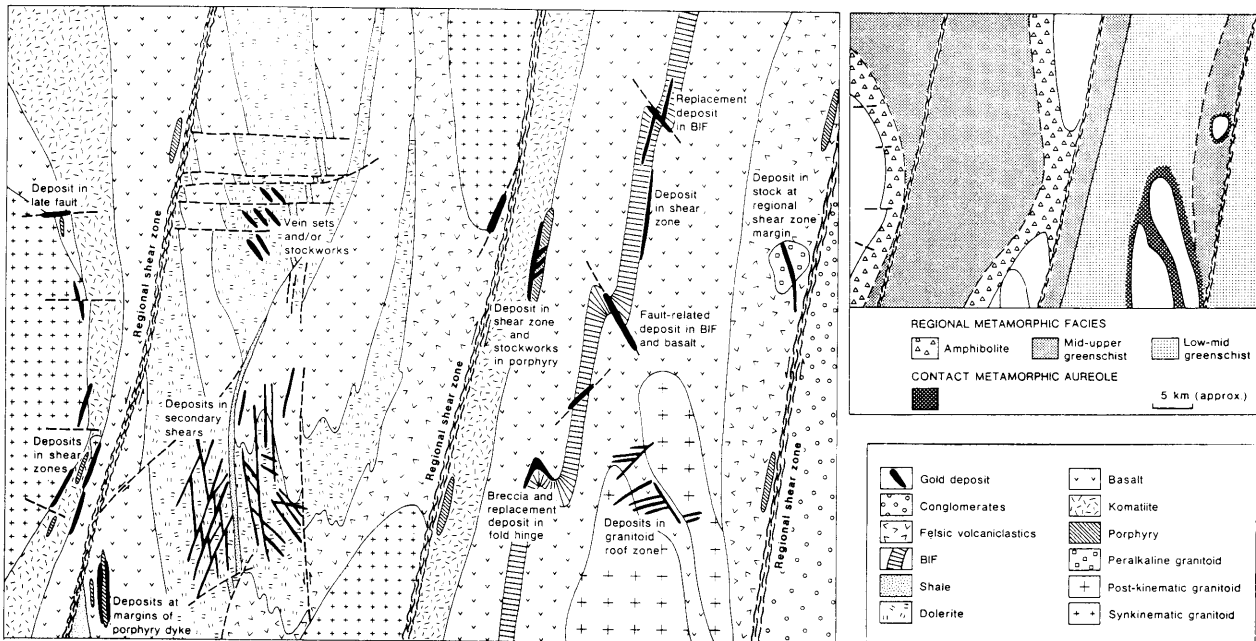 Deposit in
late fault
Regional shear zone
Vein sets
and/or
stockworks
Deposits in
secondary
shears
Deposits
in shear
zones
Deposits at
margins of
porphyry dyke
Regional shear zone
Deposit in
shear zone
and
stockworks
in porphyry
Breccia and
replacement
deposit in
fold hinge
Replacement
deposit
in BIF
Deposit
in shear
zone
Fault-related
deposit in BIF
and basalt
Deposits in
granitoid
roof zone
Deposit in
stock at
regional
shear zone
margin
Regional shear zone
REGIONAL METAMORPHIC FACIES
Amphibolite
Mid-upper
greenschist
Low-mid
greenschist
CONTACT METAMORPHIC AUREOLE
5 km (approx.)
Gold deposit
Conglomerates
Felsic volcaniclastics
BIF
Shale
Dolerite
Basalt
Komatiite
Porphyry
Peralkaline granitoid
Post-kinematic granitoid
Synkinematic granitoid